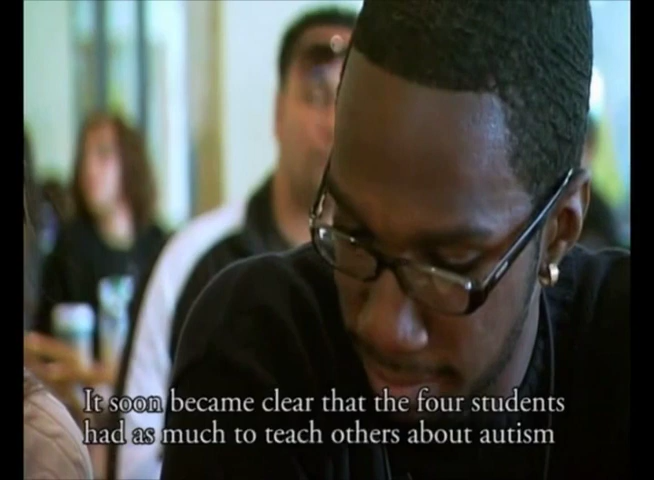 It soon became clear that the four students
had as much to teach others about autism